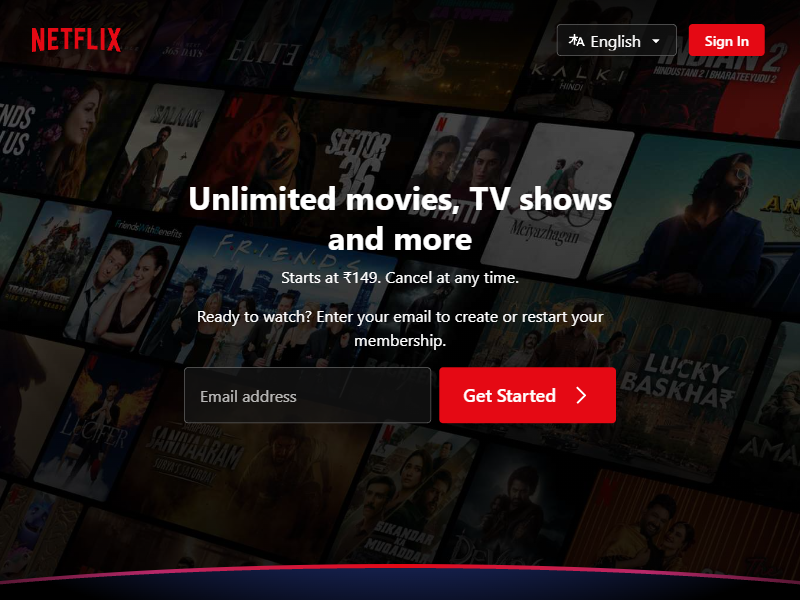 NETFLIX
English
Sign In
365 DAYS
ELITE
KALKI
HINDI
INDIAN 2
HINDUSTANI 2 | BHARATEEYUDU 2
SALAAR
SECTOR
36
Unlimited movies, TV shows
and more
Meiyazhagan
FriendsWithBenefits
FRIENDS
Starts at ₹149. Cancel at any time.
Ready to watch? Enter your email to create or restart your
membership.
LUCKY
BASKHAR
Email address
Get Started
LUCIFER
SANIVAARAM
SURYA'S SATURDAY
SIKANDAR
KA
MUQADDAR